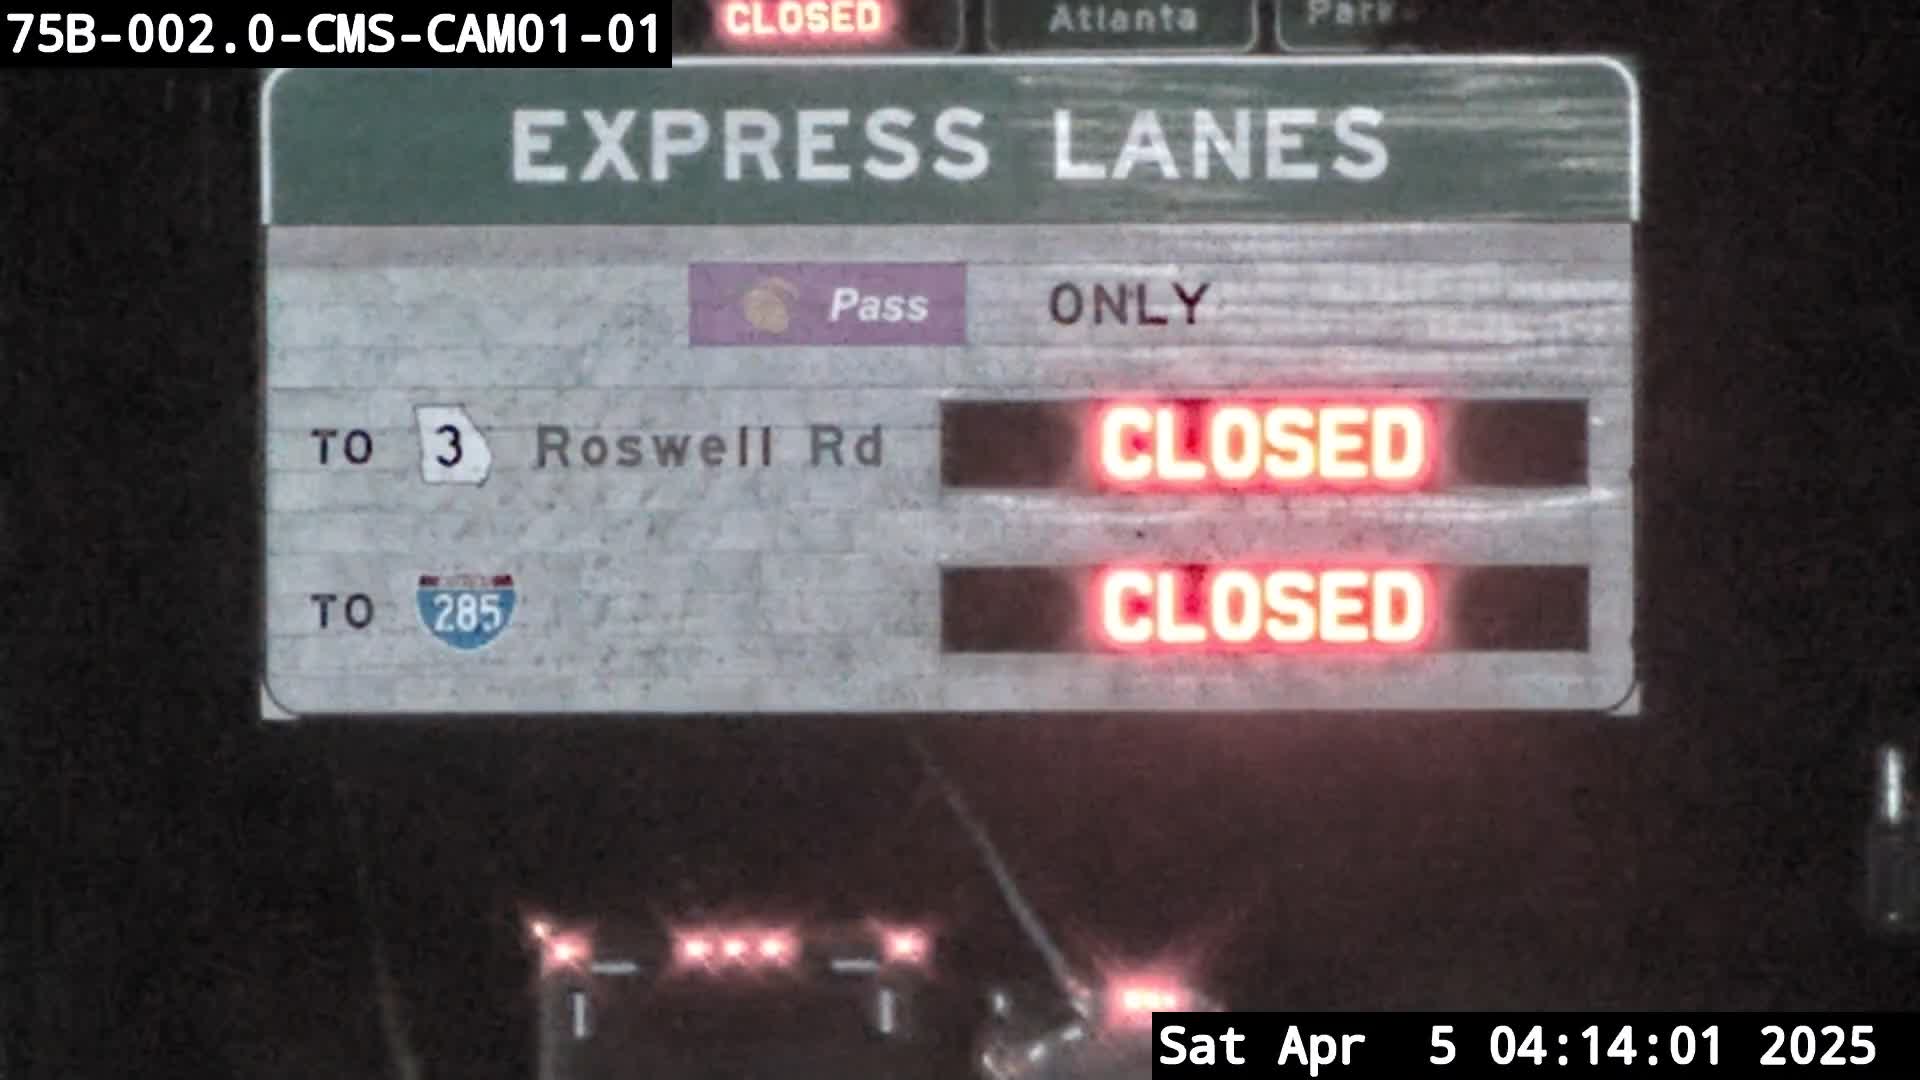 75B-002.0-CMS-CAM01-01
CLOSED
Atlanta
Park
EXPRESS LANES
Pass ONLY
TO 3 Roswell Rd CLOSED
TO 285 CLOSED
Sat Apr 5 04:14:01 2025